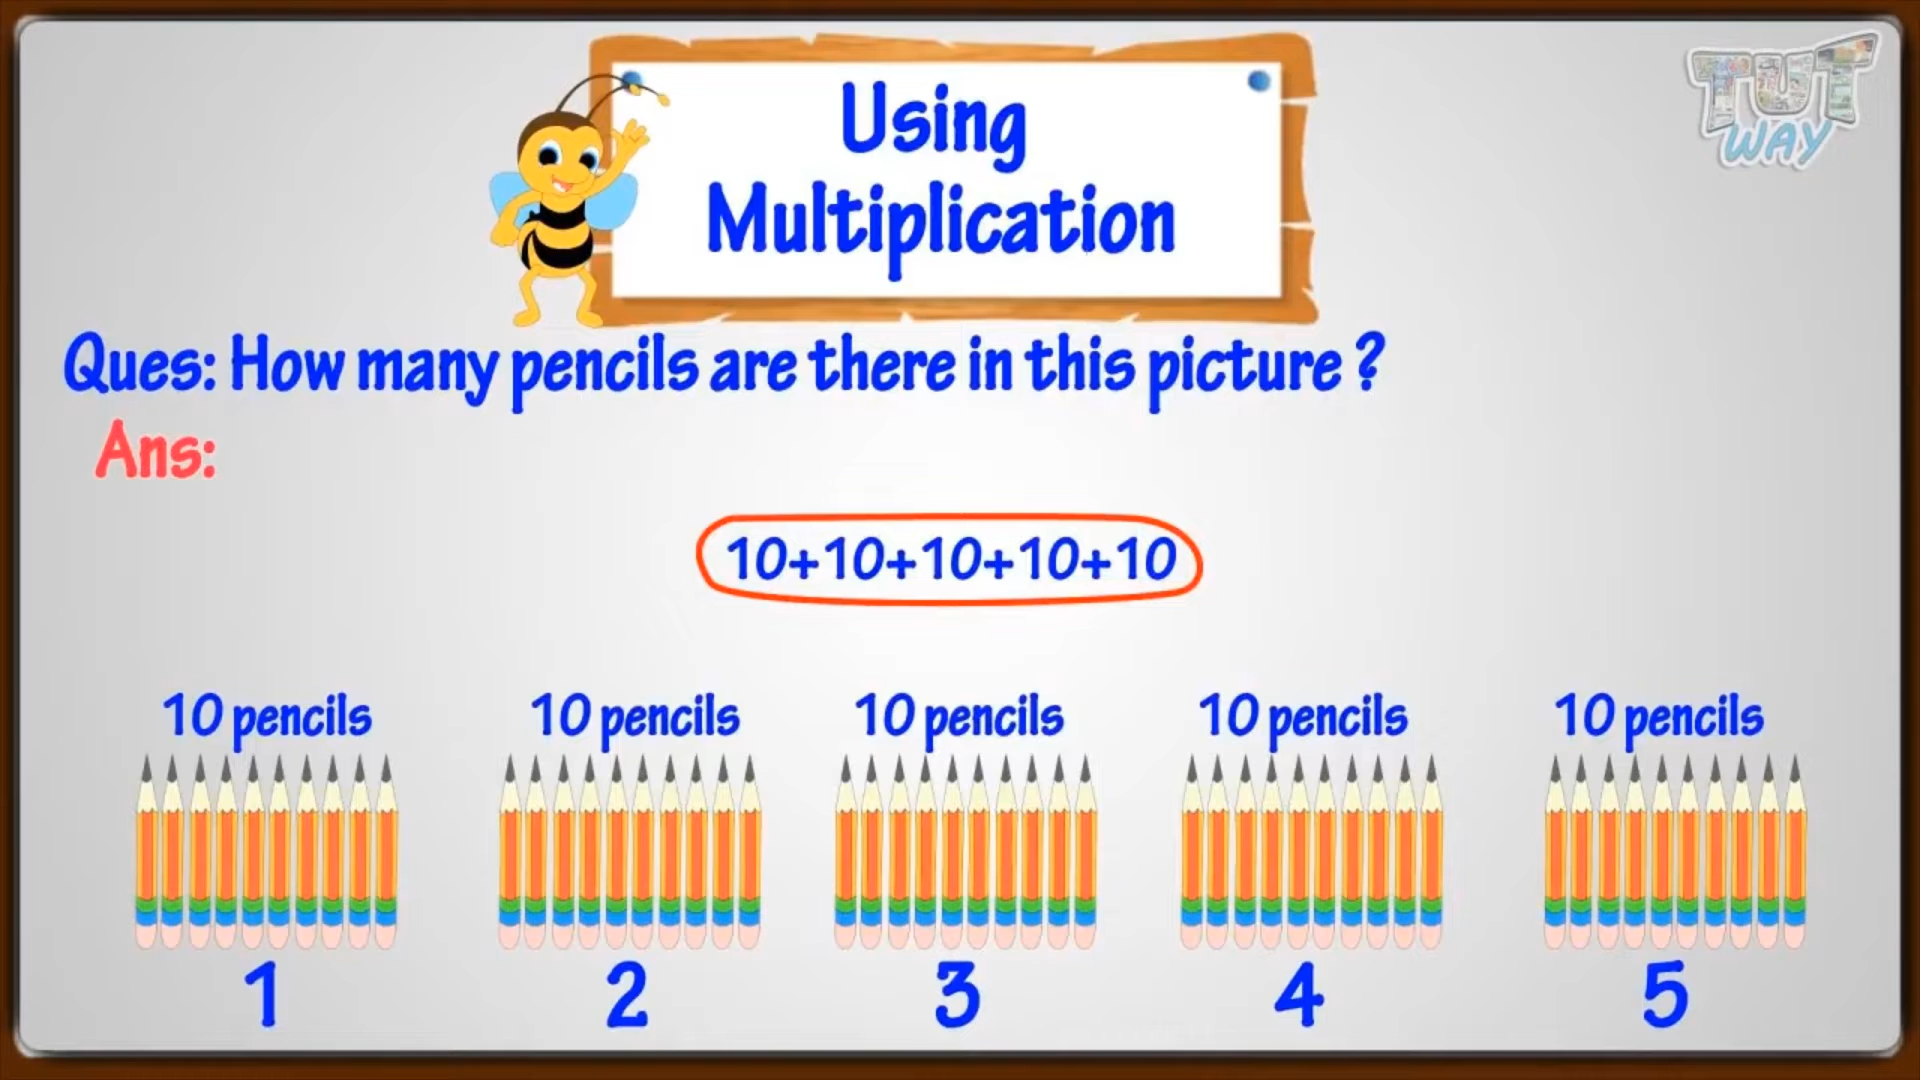 TUT
WAY
Using
Multiplication
Ques: How many pencils are there in this picture ?
Ans:
10+10+10+10+10
10 pencils 10 pencils 10 pencils 10 pencils 10 pencils
1 2 3 4 5